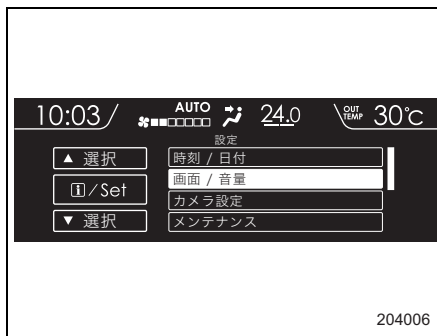 10:03 AUTO 24.0 OUT TEMP 30℃
設定
▲ 選択
i/Set
▼ 選択
時刻 / 日付
画面 / 音量
カメラ設定
メンテナンス
204006